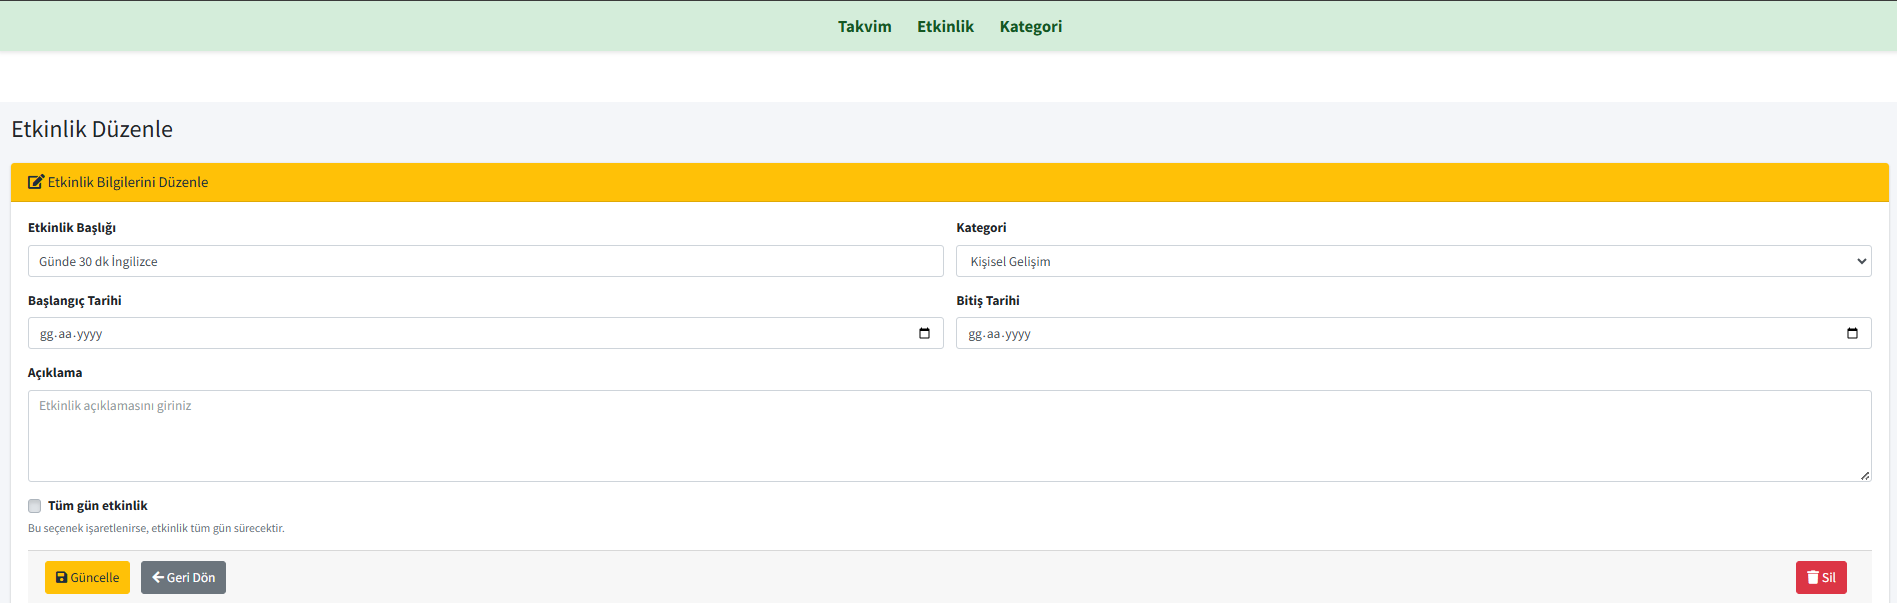 Takvim Etkinlik Kategori
Etkinlik Düzenle
Etkinlik Bilgilerini Düzenle
Etkinlik Başlığı
Günde 30 dk İngilizce
Kategori
Kişisel Gelişim
Başlangıç Tarihi
gg.aa.yyyy
Bitiş Tarihi
gg.aa.yyyy
Açıklama
Etkinlik açıklamasını giriniz
Tüm gün etkinlik
Bu seçenek işaretlenirse, etkinlik tüm gün sürecektir.
Güncelle Geri Dön Sil